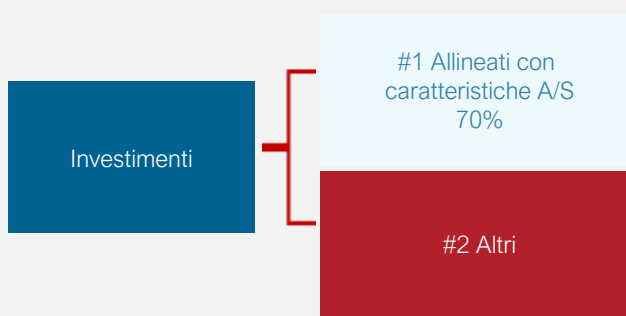 Investimenti
#1 Allineati con
caratteristiche A/S
70%
#2 Altri